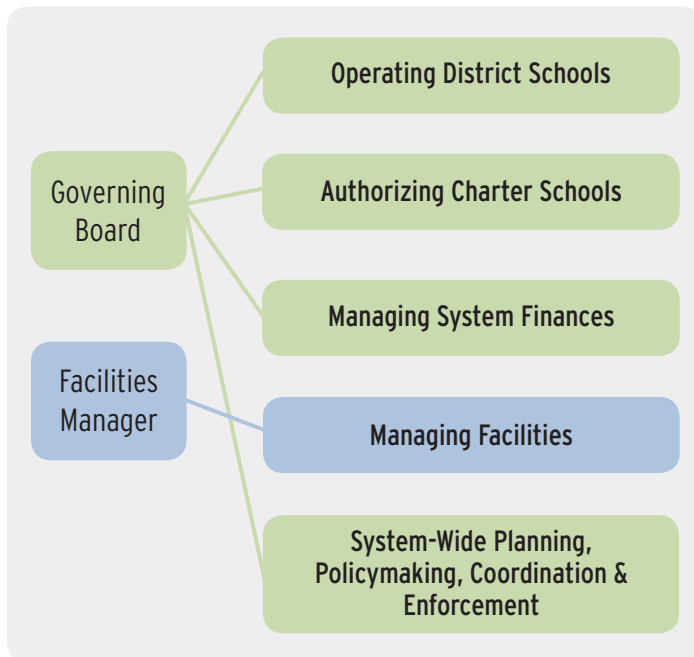 Operating District Schools
Governing
Board
Authorizing Charter Schools
Managing System Finances
Facilities
Manager
Managing Facilities
System-Wide Planning,
Policymaking, Coordination &
Enforcement